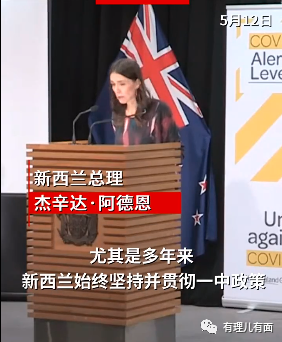 5月12日
COVI
Alert
Level
新西兰总理
杰辛达·阿德恩
Un
agai
COVI
尤其是多年来
新西兰始终坚持并贯彻一中政策
有理儿有面